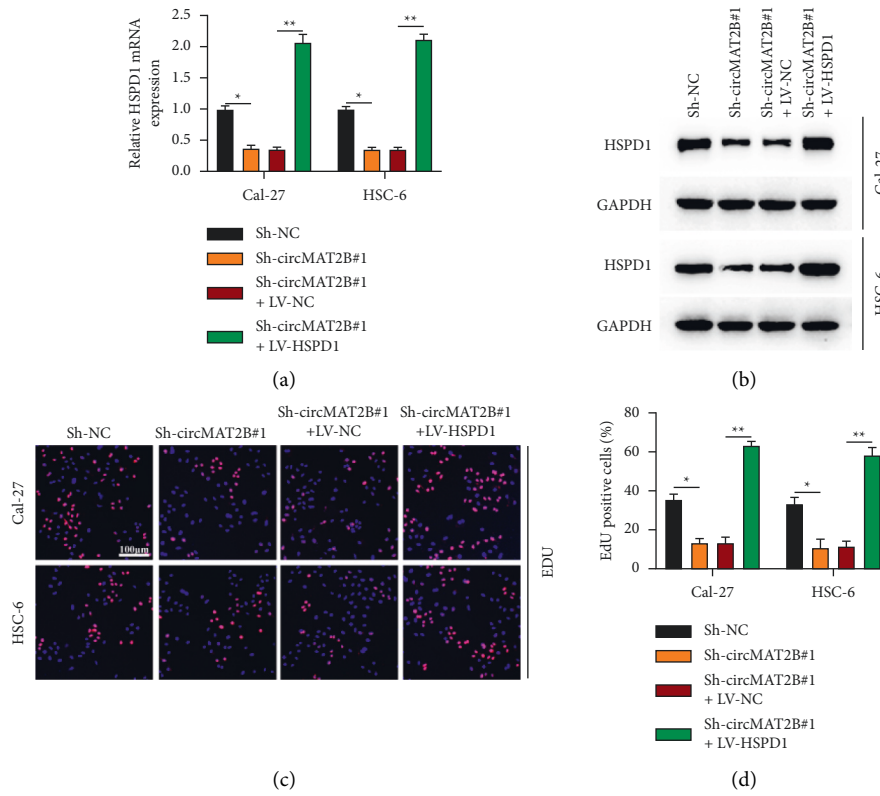 2.5
2.0
1.5
1.0
0.5
0.0
Relative HSPD1 mRNA
expression
*
**
*
**
Cal-27
HSC-6
Sh-NC
Sh-circMAT2B#1
Sh-circMAT2B#1
+ LV-NC
Sh-circMAT2B#1
+ LV-HSPD1
(a)
Sh-NC
Sh-circMAT2B#1
Sh-circMAT2B#1
+ LV-NC
Sh-circMAT2B#1
+ LV-HSPD1
HSPD1
GAPDH
Cal-27
HSPD1
GAPDH
HSC-6
(b)
Sh-NC
Sh-circMAT2B#1
Sh-circMAT2B#1
+LV-NC
Sh-circMAT2B#1
+LV-HSPD1
Cal-27
100μm
HSC-6
EDU
(c)
80
60
40
20
0
EdU positive cells (%)
*
**
*
**
Cal-27
HSC-6
Sh-NC
Sh-circMAT2B#1
Sh-circMAT2B#1
+ LV-NC
Sh-circMAT2B#1
+ LV-HSPD1
(d)